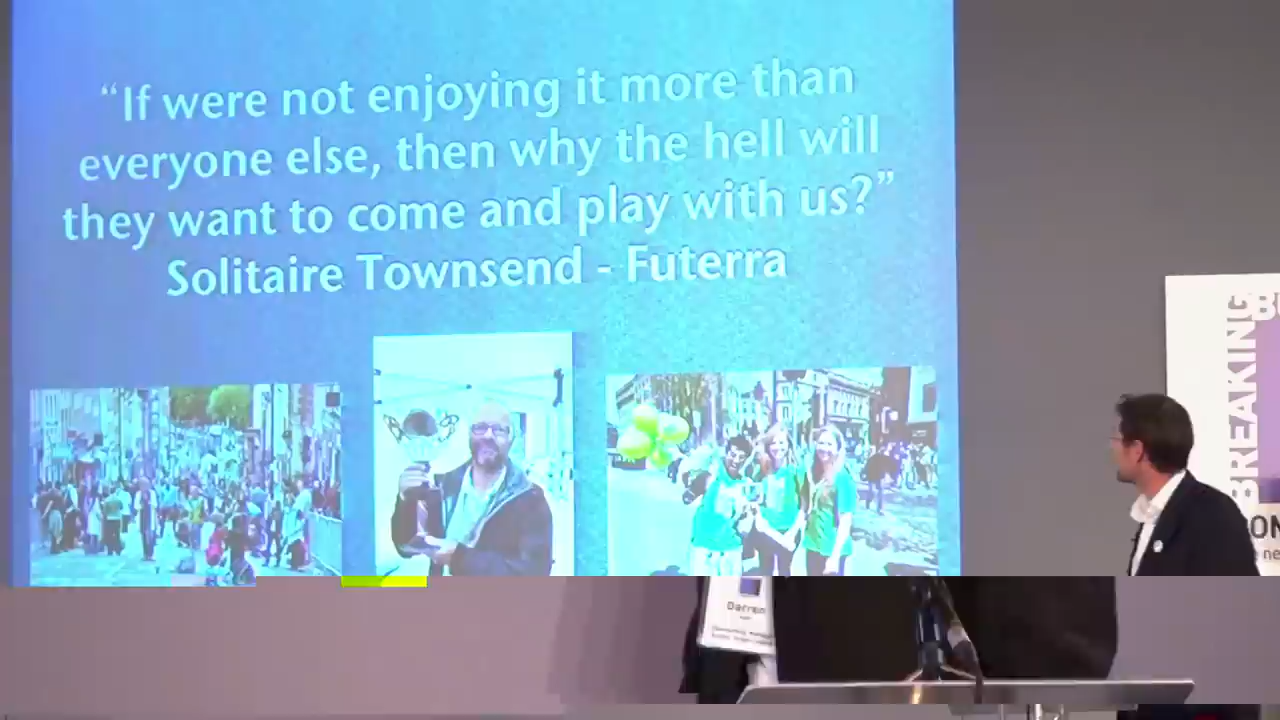 “If were not enjoying it more than
everyone else, then why the hell will
they want to come and play with us?”
Solitaire Townsend - Futerra
BREAKING
Darren